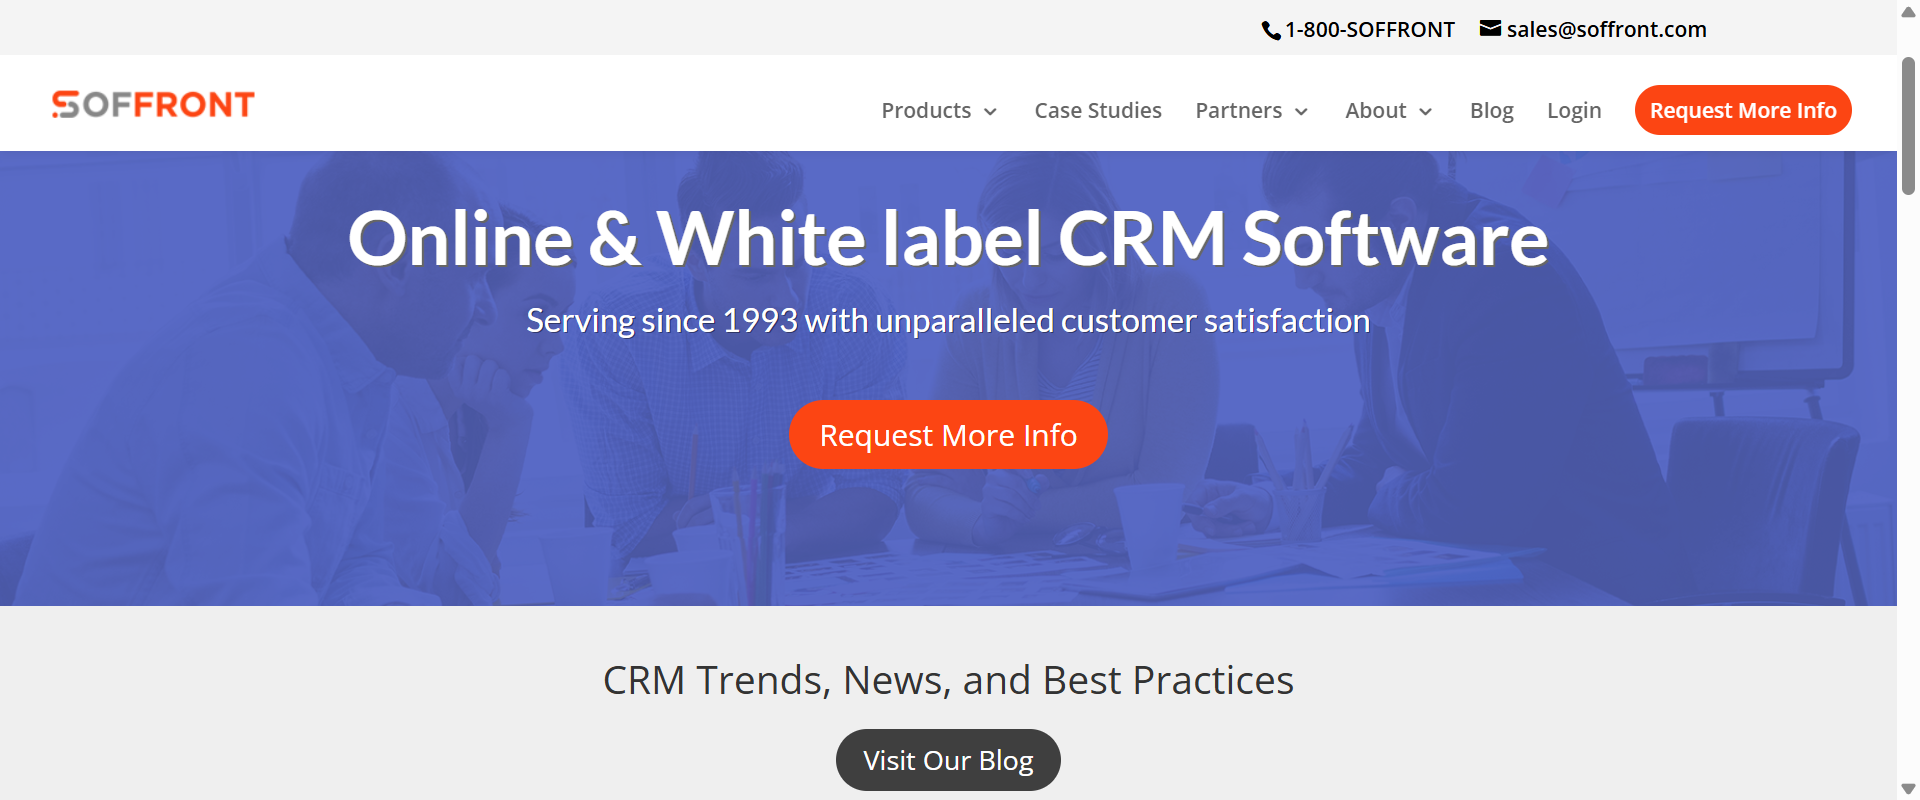 1-800-SOFFRONT sales@soffront.com
SOFFRONT
Products Case Studies Partners About Blog Login Request More Info
Online & White label CRM Software
Serving since 1993 with unparalleled customer satisfaction
Request More Info
CRM Trends, News, and Best Practices
Visit Our Blog